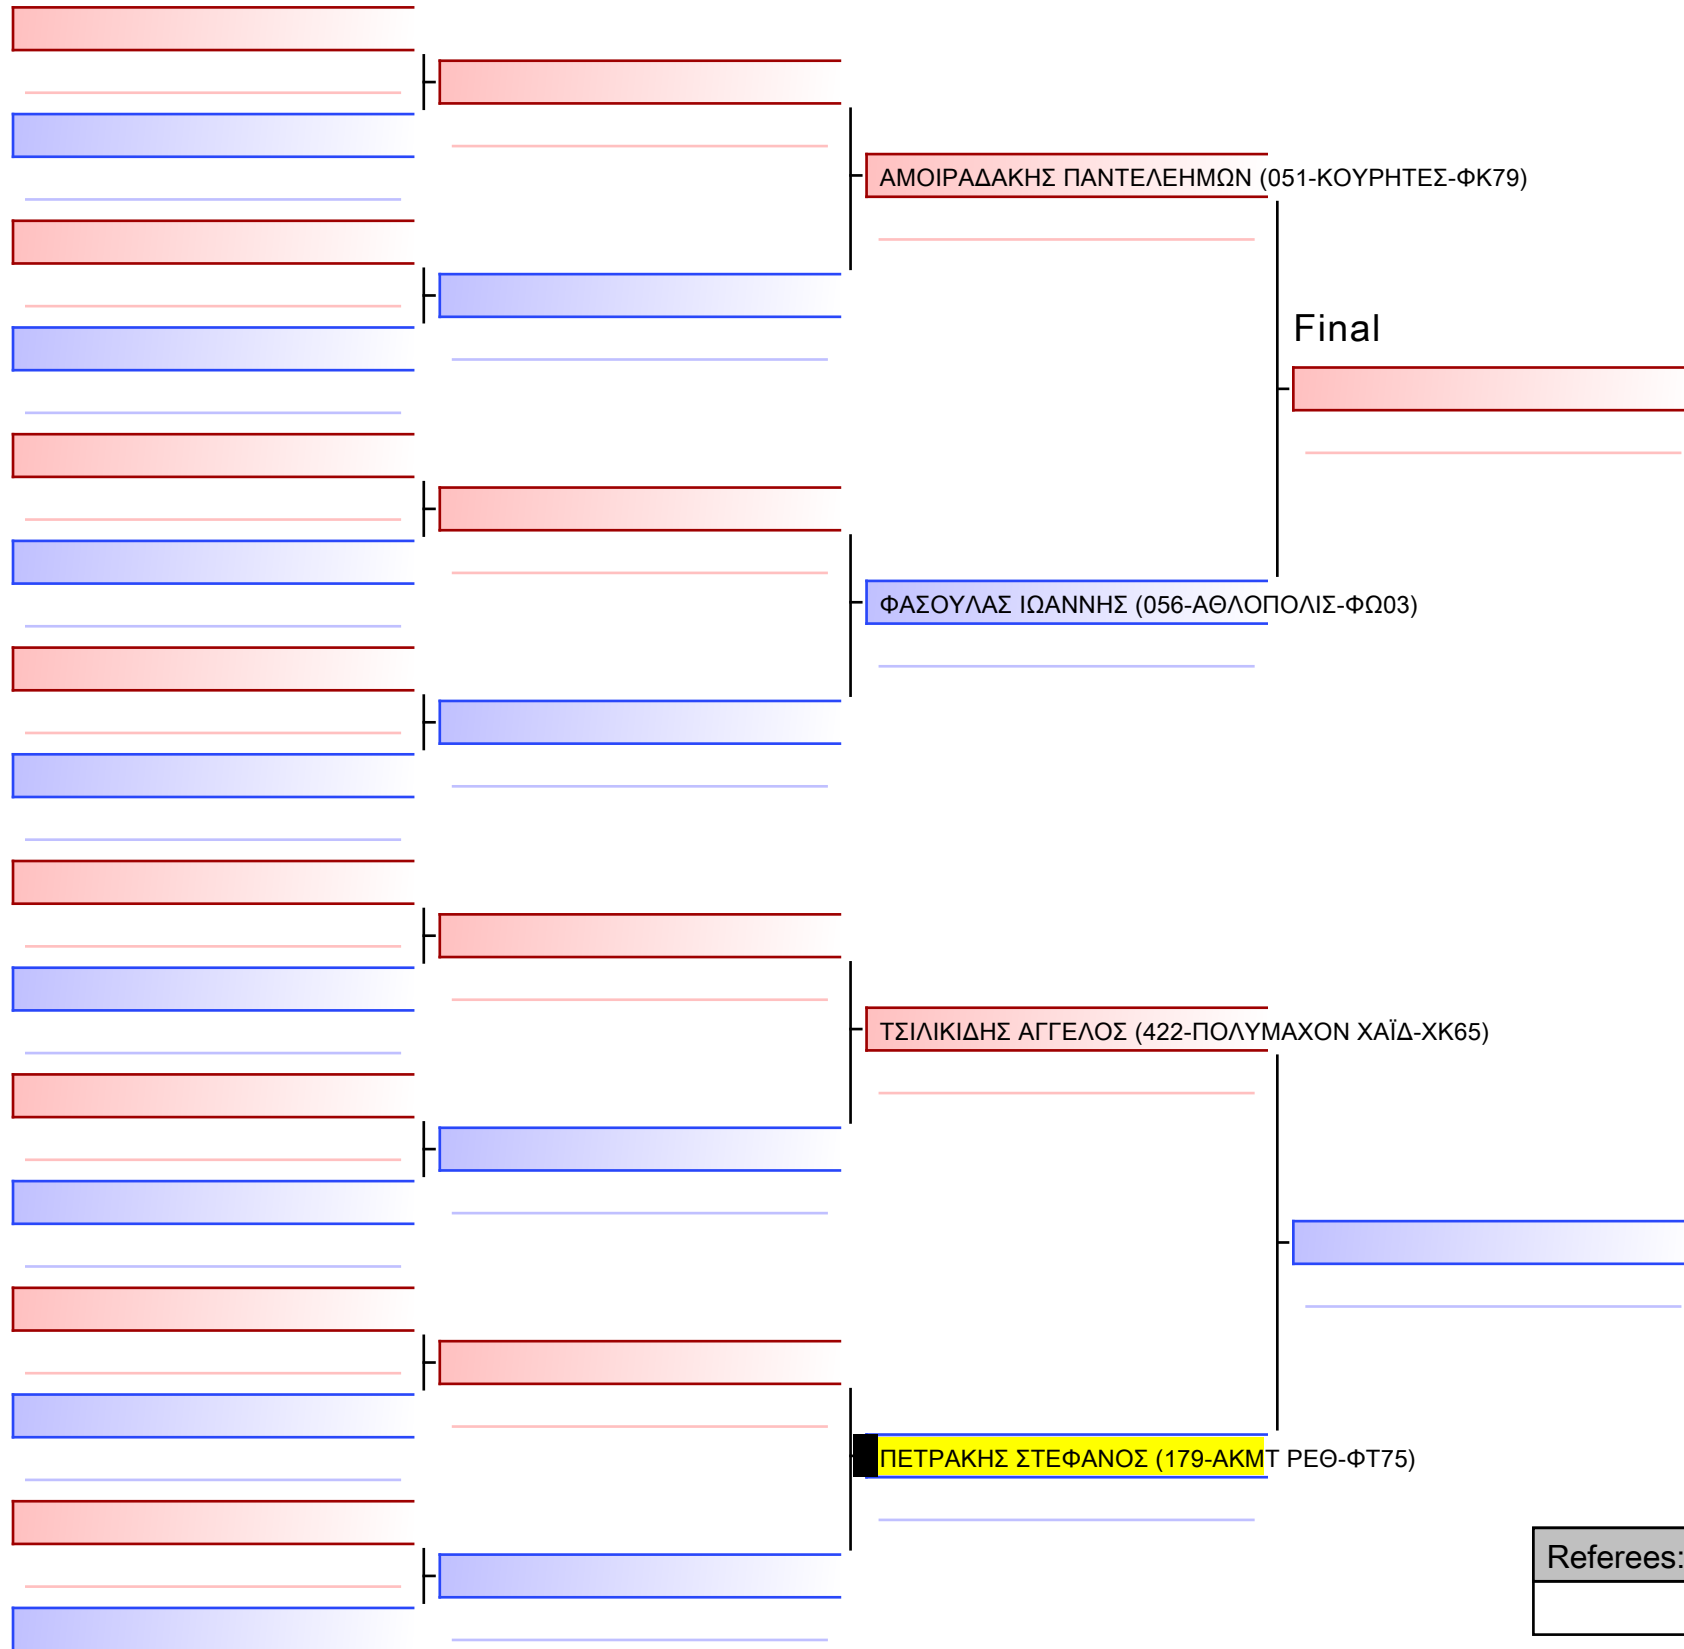 ΑΜΟΙΡΑΔΑΚΗΣ ΠΑΝΤΕΛΕΗΜΩΝ (051-ΚΟΥΡΗΤΕΣ-ΦΚ79)
Final
ΦΑΣΟΥΛΑΣ ΙΩΑΝΝΗΣ (056-ΑΘΛΟΠΟΛΙΣ-ΦΩ03)
ΤΣΙΛΙΚΙΔΗΣ ΑΓΓΕΛΟΣ (422-ΠΟΛΥΜΑΧΟΝ ΧΑΪΔ-ΧΚ65)
ΠΕΤΡΑΚΗΣ ΣΤΕΦΑΝΟΣ (179-ΑΚΜΤ ΡΕΘ-ΦΤ75)
Referees: